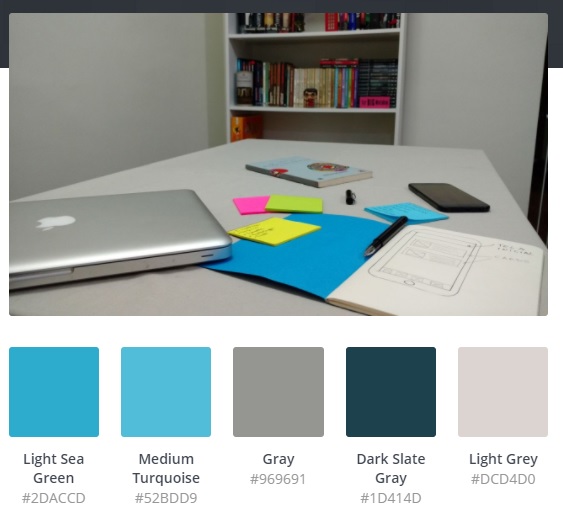 Light Sea
Green
#2DACCD
Medium
Turquoise
#52BDD9
Gray
#969691
Dark Slate
Gray
#1D414D
Light Grey
#DCD4D0